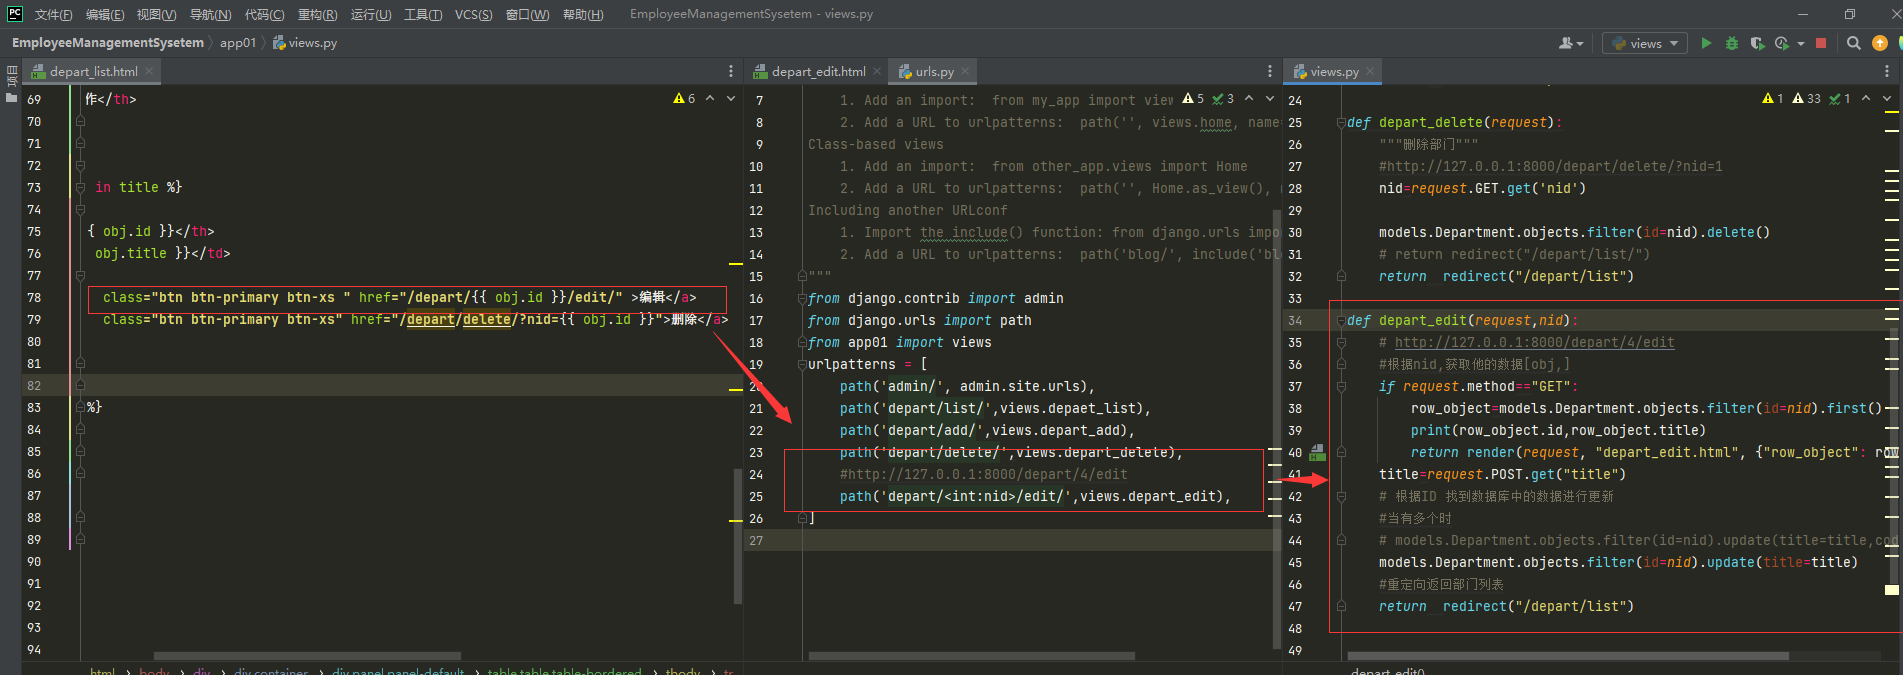 PC 文件(F) 编辑(E) 视图(V) 导航(N) 代码(C) 重构(R) 运行(U) 工具(T) VCS(S) 窗口(W) 帮助(H) EmployeeManagementSysetem - views.py
EmployeeManagementSysetem app01 views.py
views
项目
depart_list.html
6
69 作</th>
70
71
72
73 in title %}
74
75 { obj.id }}</th>
76 obj.title }}</td>
77
78 class="btn btn-primary btn-xs " href="/depart/{{ obj.id }}/edit/" >编辑</a>
79 class="btn btn-primary btn-xs" href="/depart/delete/?nid={{ obj.id }}">删除</a>
80
81
82
83 %}
84
85
86
87
88
89
90
91
92
93
94
html body div div.container div.panel.panel-default table.table.table-bordered tbody tr
depart_edit.html urls.py
5 3
7 1. Add an import:  from my_app import view
8 2. Add a URL to urlpatterns:  path('', views.home, name=
9 Class-based views
10 1. Add an import:  from other_app.views import Home
11 2. Add a URL to urlpatterns:  path('', Home.as_view(),
12 Including another URLconf
13 1. Import the include() function: from django.urls impor
14 2. Add a URL to urlpatterns:  path('blog/', include('blo
15 """
16 from django.contrib import admin
17 from django.urls import path
18 from app01 import views
19 urlpatterns = [
20 path('admin/', admin.site.urls),
21 path('depart/list/',views.depaet_list),
22 path('depart/add/',views.depart_add),
23 path('depart/delete/',views.depart_delete),
24 #http://127.0.0.1:8000/depart/4/edit
25 path('depart/<int:nid>/edit/',views.depart_edit),
26 ]
27
views.py
1 33 1
24
25 def depart_delete(request):
26 """删除部门"""
27 #http://127.0.0.1:8000/depart/delete/?nid=1
28 nid=request.GET.get('nid')
29
30 models.Department.objects.filter(id=nid).delete()
31 # return redirect("/depart/list/")
32 return  redirect("/depart/list")
33
34 def depart_edit(request,nid):
35 # http://127.0.0.1:8000/depart/4/edit
36 #根据nid,获取他的数据[obj,]
37 if request.method=="GET":
38 row_object=models.Department.objects.filter(id=nid).first()
39 print(row_object.id,row_object.title)
40 return render(request, "depart_edit.html", {"row_object": row
41 title=request.POST.get("title")
42 # 根据ID 找到数据库中的数据进行更新
43 #当有多个时
44 # models.Department.objects.filter(id=nid).update(title=title,cod
45 models.Department.objects.filter(id=nid).update(title=title)
46 #重定向返回部门列表
47 return  redirect("/depart/list")
48
49
depart_edit()